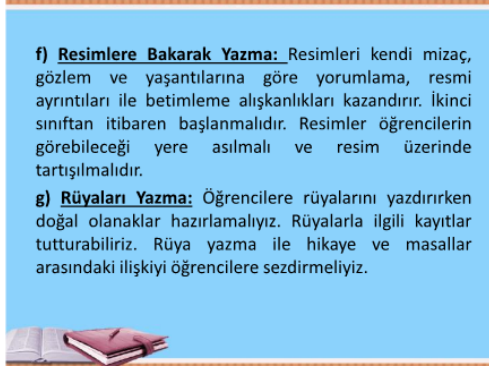 f) Resimlere Bakarak Yazma: Resimleri kendi mizaç,
gözlem ve yaşantılarına göre yorumlama, resmi
ayrıntıları ile betimleme alışkanlıkları kazandırır. İkinci
sınıftan itibaren başlanmalıdır. Resimler öğrencilerin
görebileceği yere asılmalı ve resim üzerinde
tartışılmalıdır.
g) Rüyaları Yazma: Öğrencilere rüyalarını yazdırırken
doğal olanaklar hazırlamalıyız. Rüyalarla ilgili kayıtlar
tutturabiliriz. Rüya yazma ile hikaye ve masallar
arasındaki ilişkiyi öğrencilere sezdirmeliyiz.